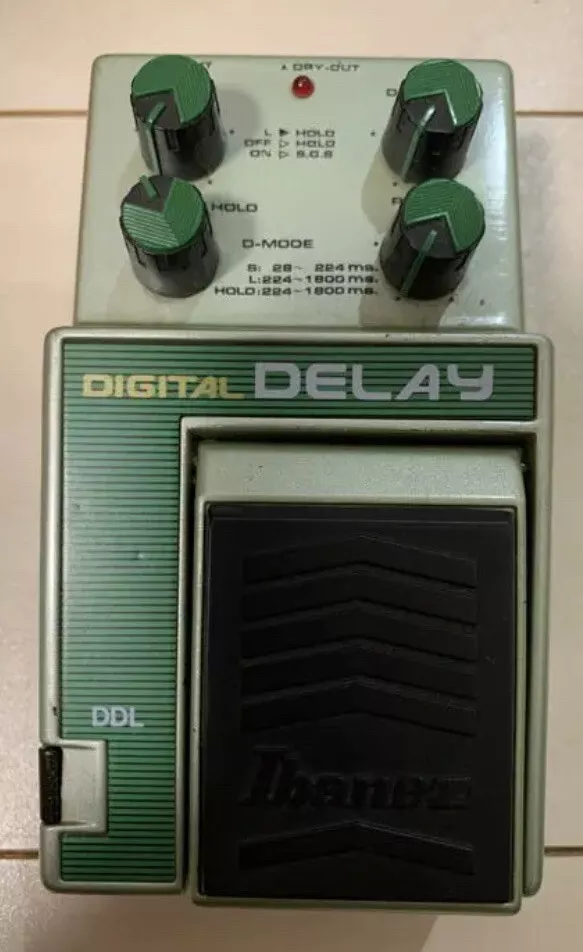 ▲ DRY-OUT
L ▶ HOLD
OFF ▷ HOLD
ON ▷ S.O.S
HOLD
D-MODE
S: 28~ 224 ms.
L: 224~1800 ms.
HOLD: 224~1800 ms.
DIGITAL DELAY
DDL
Ibanez